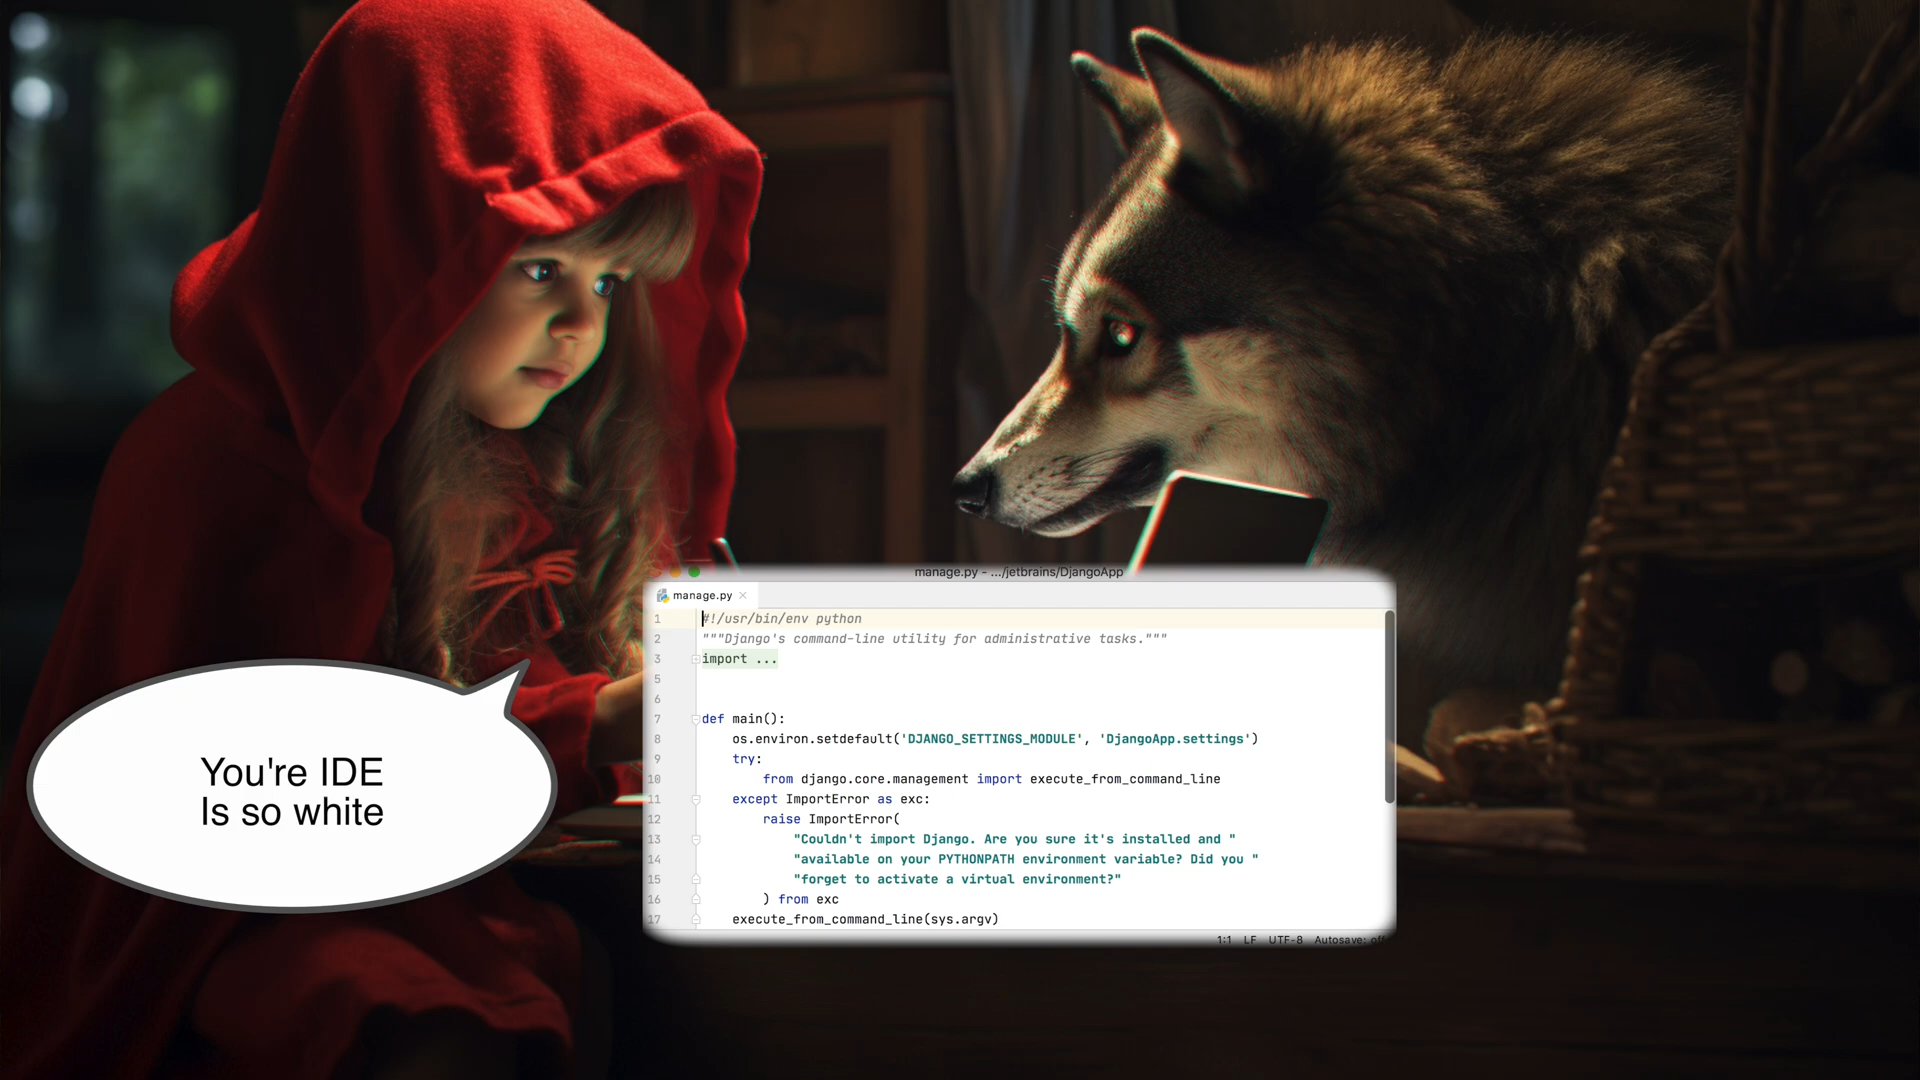 You're IDE
Is so white
manage.py - .../jetbrains/DjangoApp
manage.py
1 #!/usr/bin/env python
2 """Django's command-line utility for administrative tasks."""
3 import ...
5
6
7 def main():
8 os.environ.setdefault('DJANGO_SETTINGS_MODULE', 'DjangoApp.settings')
9 try:
10 from django.core.management import execute_from_command_line
11 except ImportError as exc:
12 raise ImportError(
13 "Couldn't import Django. Are you sure it's installed and "
14 "available on your PYTHONPATH environment variable? Did you "
15 "forget to activate a virtual environment?"
16 ) from exc
17 execute_from_command_line(sys.argv)
1:1 LF UTF-8 Autosave: off